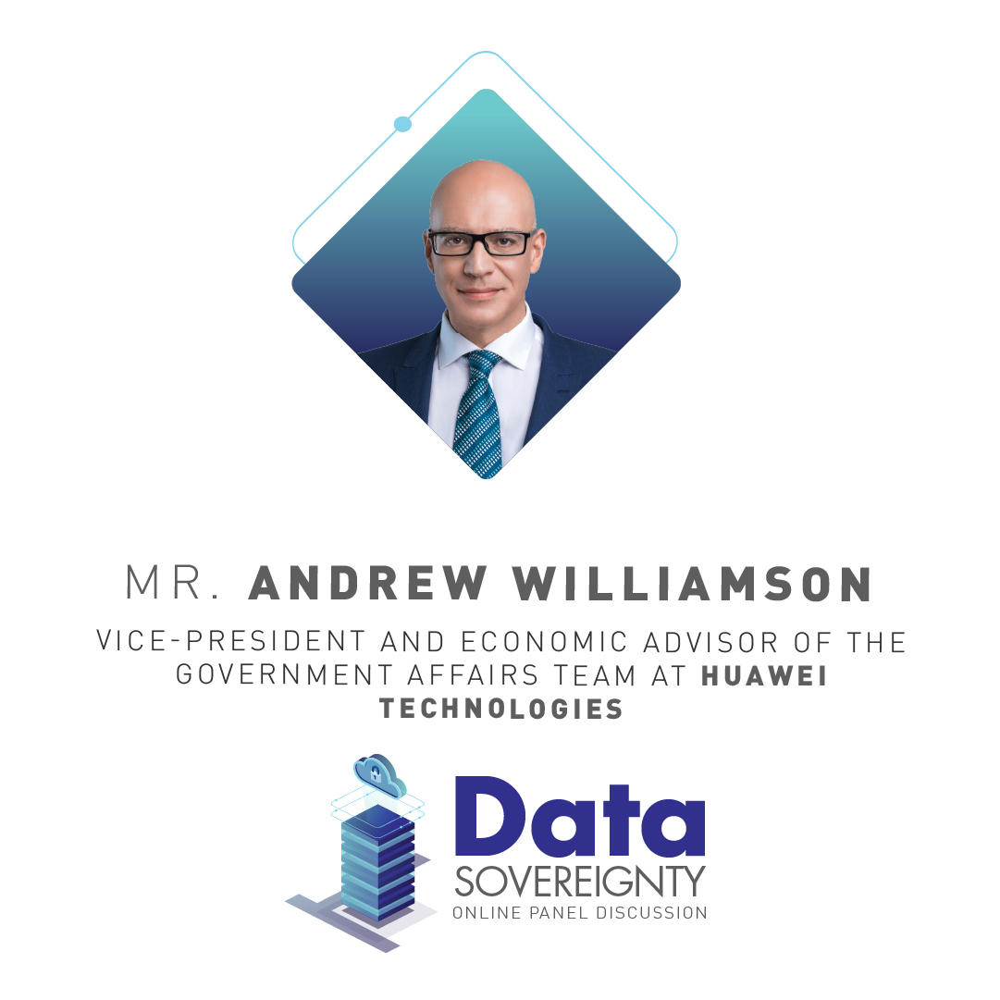 MR. ANDREW WILLIAMSON
VICE-PRESIDENT AND ECONOMIC ADVISOR OF THE
GOVERNMENT AFFAIRS TEAM AT HUAWEI
TECHNOLOGIES
Data
SOVEREIGNTY
ONLINE PANEL DISCUSSION